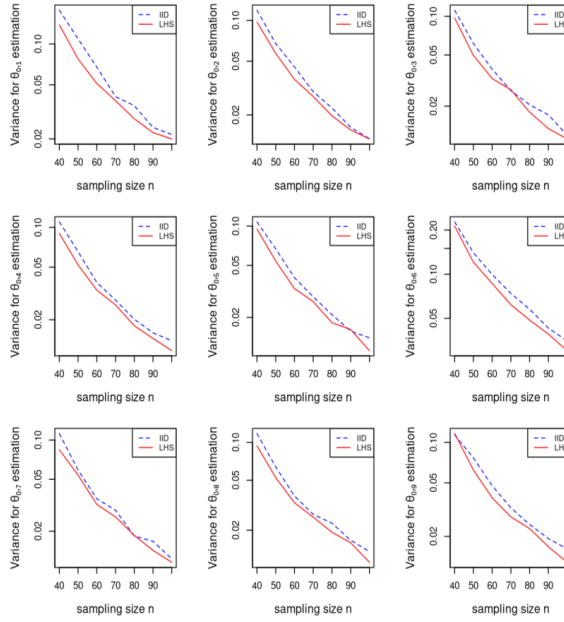 Variance for θ₀,₁ estimation
0.02 0.05 0.10
IID
LHS
40 50 60 70 80 90
sampling size n
Variance for θ₀,₂ estimation
0.02 0.05 0.10
IID
LHS
40 50 60 70 80 90
sampling size n
Variance for θ₀,₃ estimation
0.02 0.05 0.10
IID
LHS
40 50 60 70 80 90
sampling size n
Variance for θ₀,₄ estimation
0.02 0.05 0.10
IID
LHS
40 50 60 70 80 90
sampling size n
Variance for θ₀,₅ estimation
0.02 0.05 0.10
IID
LHS
40 50 60 70 80 90
sampling size n
Variance for θ₀,₆ estimation
0.05 0.10 0.20
IID
LHS
40 50 60 70 80 90
sampling size n
Variance for θ₀,₇ estimation
0.02 0.05 0.10
IID
LHS
40 50 60 70 80 90
sampling size n
Variance for θ₀,₈ estimation
0.02 0.05 0.10
IID
LHS
40 50 60 70 80 90
sampling size n
Variance for θ₀,₉ estimation
0.02 0.05 0.10
IID
LHS
40 50 60 70 80 90
sampling size n